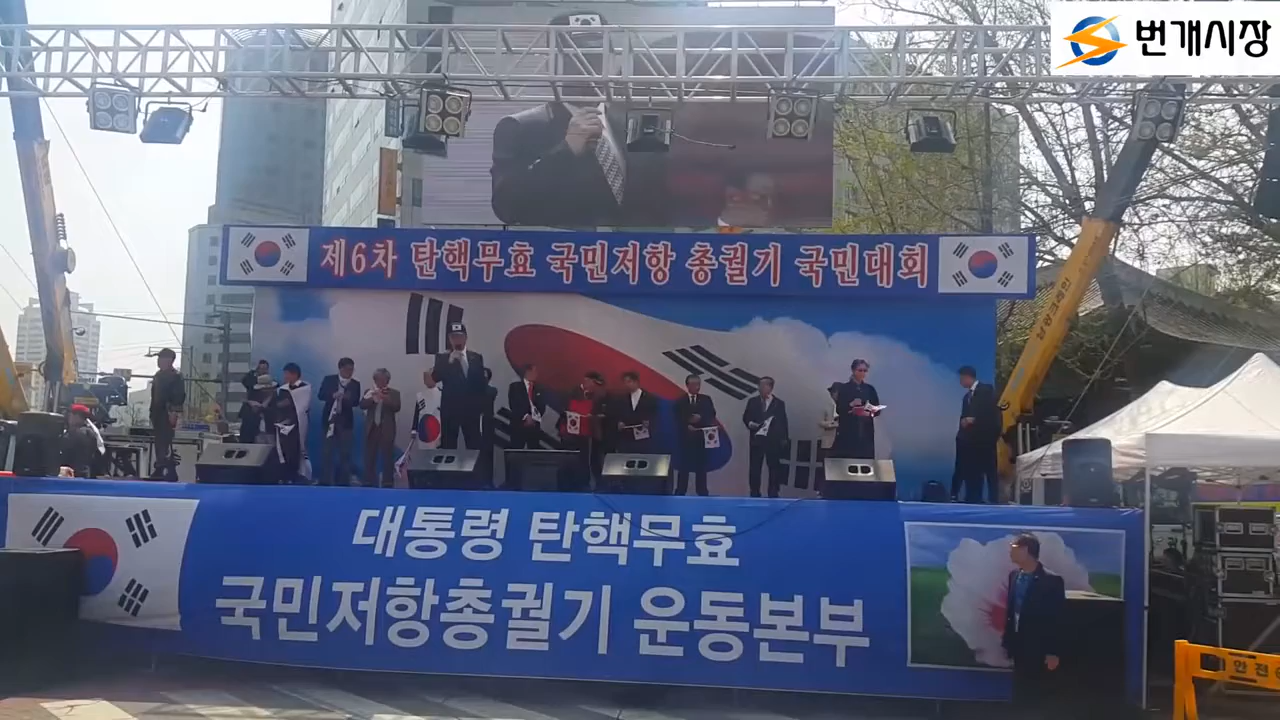 번개시장
제6차 탄핵무효 국민저항 총궐기 국민대회
대통령 탄핵무효
국민저항총궐기 운동본부
안전